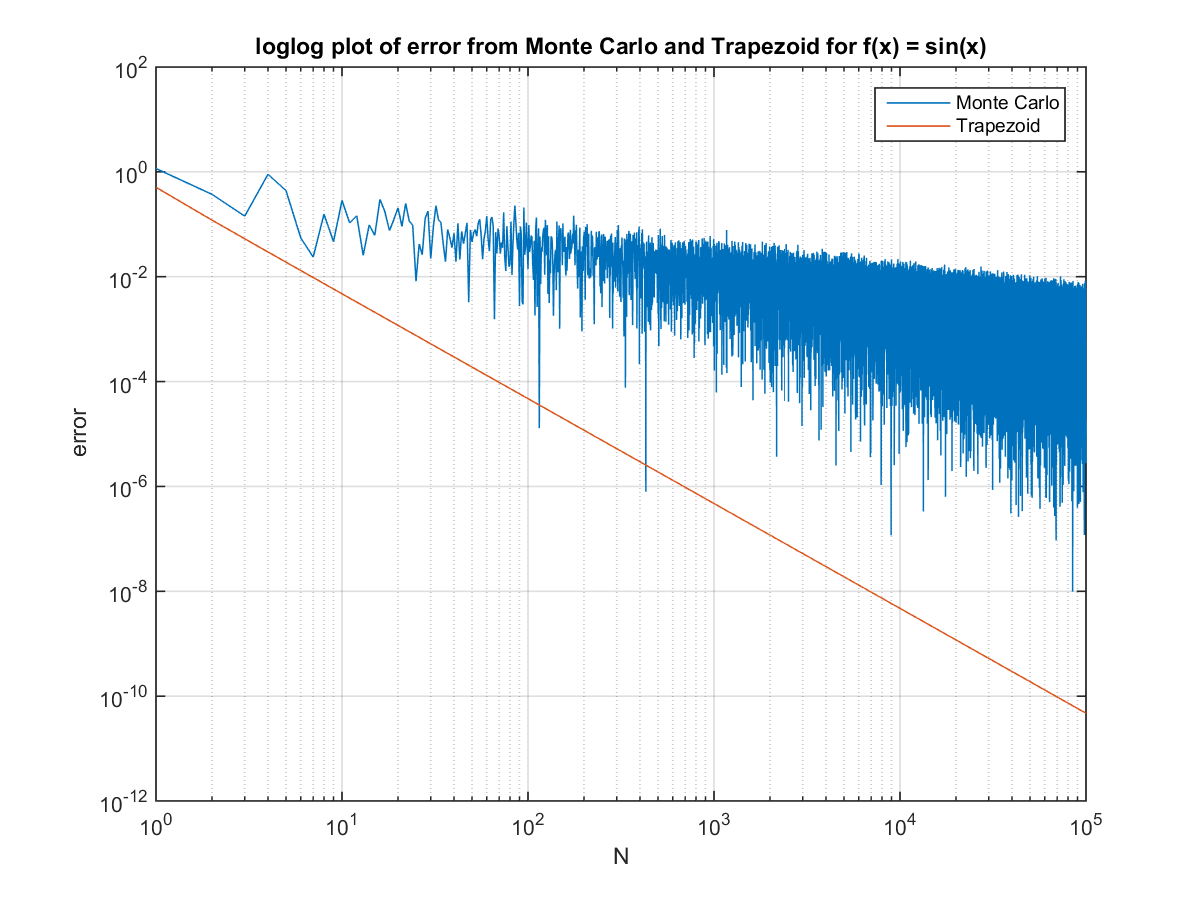 loglog plot of error from Monte Carlo and Trapezoid for f(x) = sin(x)
Monte Carlo
Trapezoid
10^2
10^0
10^-2
10^-4
10^-6
10^-8
10^-10
10^-12
error
10^0 10^1 10^2 10^3 10^4 10^5
N